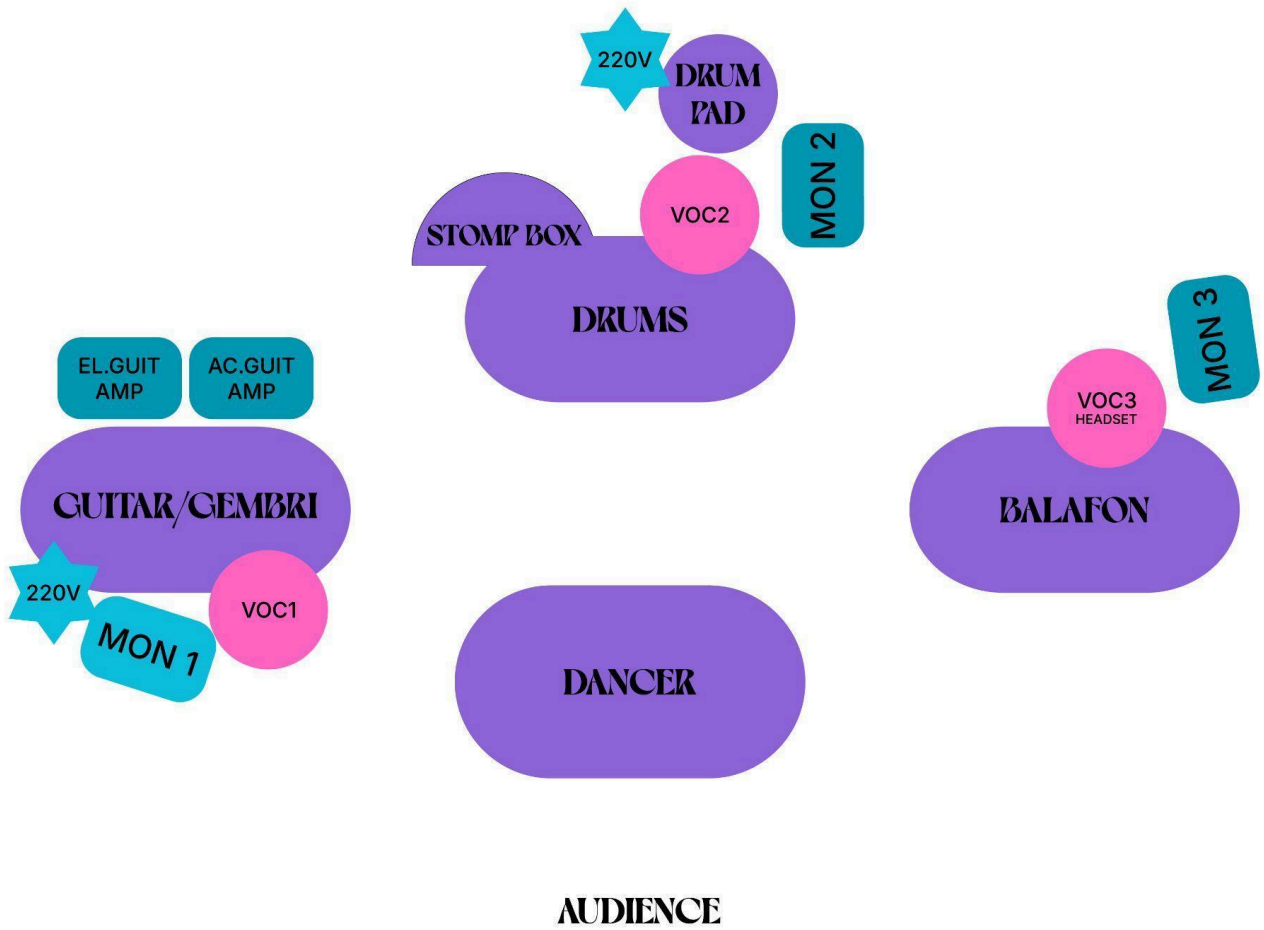 220V
DRUM
PAD
MON 2
VOC2
STOMP BOX
DRUMS
MON 3
EL.GUIT
AMP
AC.GUIT
AMP
VOC3
HEADSET
GUITAR/GEMBRI
BALAFON
220V
VOC1
MON 1
DANCER
AUDIENCE